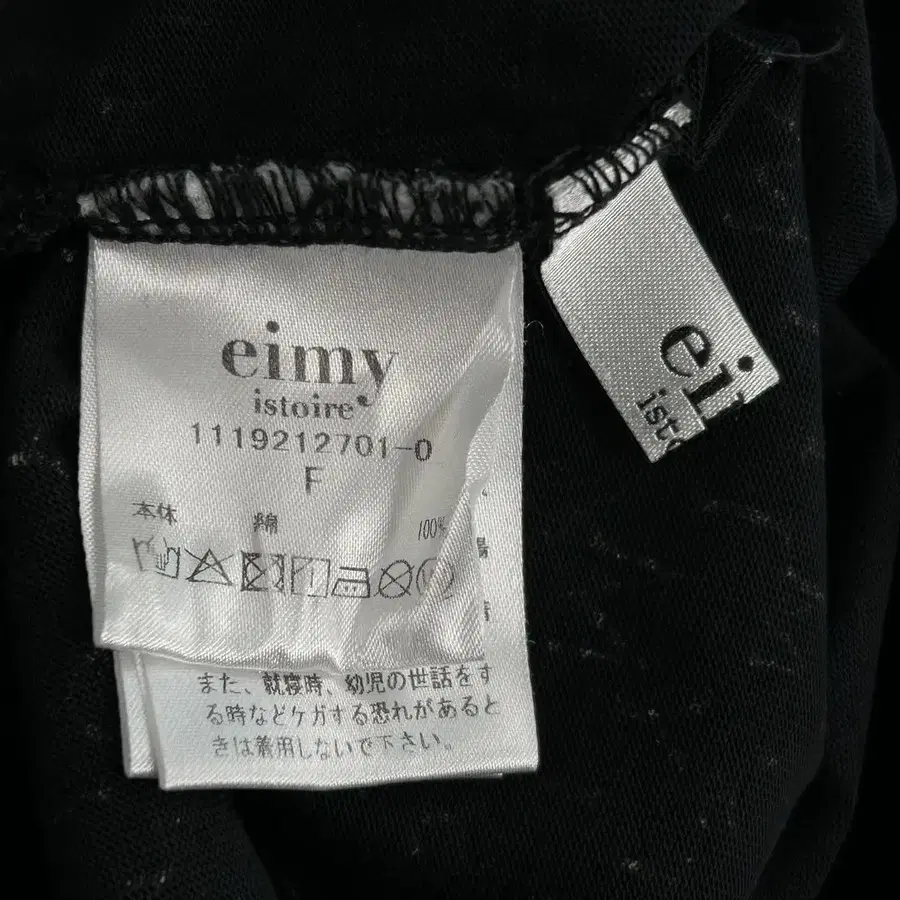 eimy
istoire
1119212701-0
F
本体 綿 100%
また、就寝時、幼児の世話をす
る時などケガする恐れがあると
きは着用しないで下さい。
ei
ist